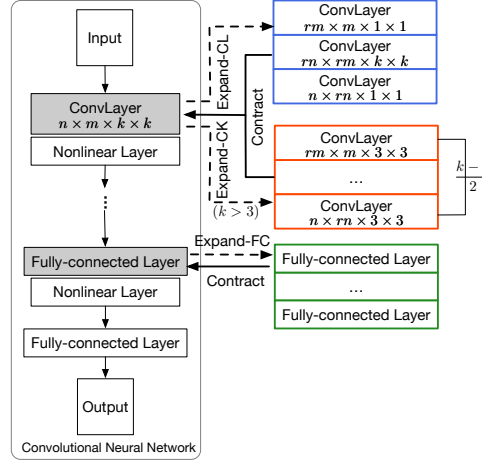 Input
ConvLayer
n × m × k × k
Nonlinear Layer
...
Fully-connected Layer
Nonlinear Layer
Fully-connected Layer
Output
Convolutional Neural Network
Expand-CL
Contract
Expand-CK
(k > 3)
Expand-FC
Contract
ConvLayer
rm × m × 1 × 1
ConvLayer
rn × rm × k × k
ConvLayer
n × rn × 1 × 1
ConvLayer
rm × m × 3 × 3
...
ConvLayer
n × rn × 3 × 3
k −
2
Fully-connected Layer
...
Fully-connected Layer